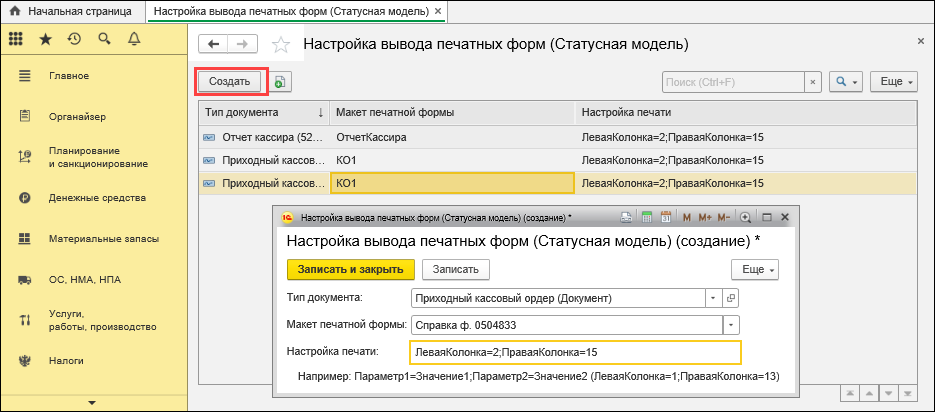 Начальная страница
Настройка вывода печатных форм (Статусная модель) ×
Настройка вывода печатных форм (Статусная модель)
Главное
Органайзер
Планирование
и санкционирование
Денежные средства
Материальные запасы
ОС, НМА, НПА
Услуги,
работы, производство
Налоги
Создать
Поиск (Ctrl+F) ×
Еще
Тип документа ↓ Макет печатной формы Настройка печати
Отчет кассира (52... ОтчетКассира ЛеваяКолонка=2;ПраваяКолонка=15
Приходный кассов... КО1 ЛеваяКолонка=2;ПраваяКолонка=15
Приходный кассов... КО1 ЛеваяКолонка=2;ПраваяКолонка=15
1С Настройка вывода печатных форм (Статусная модель) (создание) * 31 M M+ M-
Настройка вывода печатных форм (Статусная модель) (создание) *
Записать и закрыть Записать Еще
Тип документа: Приходный кассовый ордер (Документ)
Макет печатной формы: Справка ф. 0504833
Настройка печати: ЛеваяКолонка=2;ПраваяКолонка=15
Например: Параметр1=Значение1;Параметр2=Значение2 (ЛеваяКолонка=1;ПраваяКолонка=13)